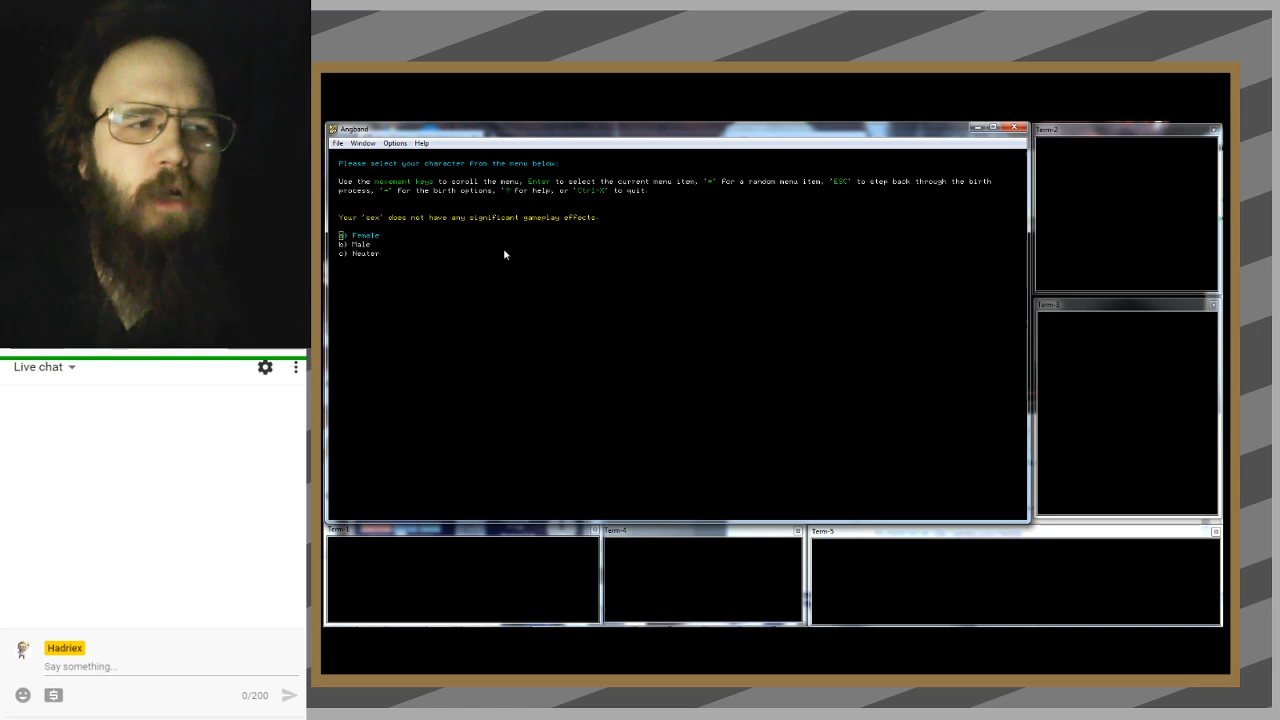 Angband
File Window Options Help
Please select your character from the menu below:
Use the movement keys to scroll the menu, Enter to select the current menu item, '*' for a random menu item, 'ESC' to step back through the birth
process, '=' for the birth options, '?' for help, or 'Ctrl-X' to quit.
Your 'sex' does not have any significant gameplay effects.
a) Female
b) Male
c) Neuter
Term-2
Term-3
Term-1
Term-4
Term-5
Live chat
Hadriex
Say something...
0/200